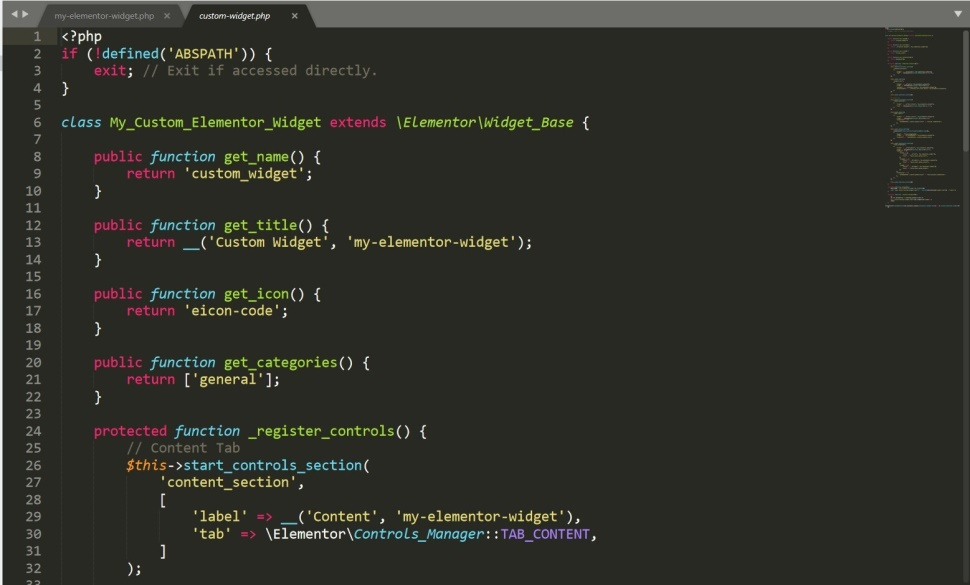 my-elementor-widget.php ×
custom-widget.php ×
1 <?php
2 if (!defined('ABSPATH')) {
3     exit; // Exit if accessed directly.
4 }
5
6 class My_Custom_Elementor_Widget extends \Elementor\Widget_Base {
7
8     public function get_name() {
9         return 'custom_widget';
10     }
11
12     public function get_title() {
13         return __('Custom Widget', 'my-elementor-widget');
14     }
15
16     public function get_icon() {
17         return 'eicon-code';
18     }
19
20     public function get_categories() {
21         return ['general'];
22     }
23
24     protected function _register_controls() {
25         // Content Tab
26         $this->start_controls_section(
27             'content_section',
28             [
29                 'label' => __('Content', 'my-elementor-widget'),
30                 'tab' => \Elementor\Controls_Manager::TAB_CONTENT,
31             ]
32         );
33